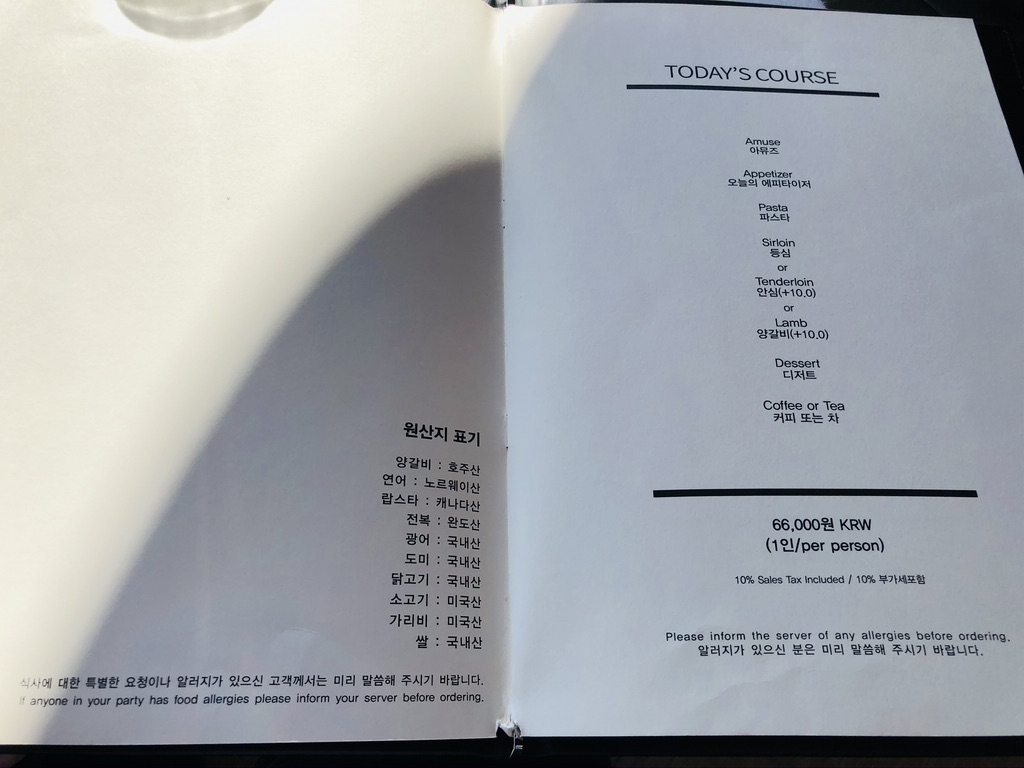 원산지 표기
양갈비 : 호주산
연어 : 노르웨이산
랍스타 : 캐나다산
전복 : 완도산
광어 : 국내산
도미 : 국내산
닭고기 : 국내산
소고기 : 미국산
가리비 : 미국산
쌀 : 국내산
식사에 대한 특별한 요청이나 알러지가 있으신 고객께서는 미리 말씀해 주시기 바랍니다.
If anyone in your party has food allergies please inform your server before ordering.
TODAY'S COURSE
Amuse
아뮤즈
Appetizer
오늘의 에피타이저
Pasta
파스타
Sirloin
등심
or
Tenderloin
안심(+10,0)
or
Lamb
양갈비(+10,0)
Dessert
디저트
Coffee or Tea
커피 또는 차
66,000원 KRW
(1인/per person)
10% Sales Tax Included / 10% 부가세포함
Please inform the server of any allergies before ordering.
알러지가 있으신 분은 미리 말씀해 주시기 바랍니다.